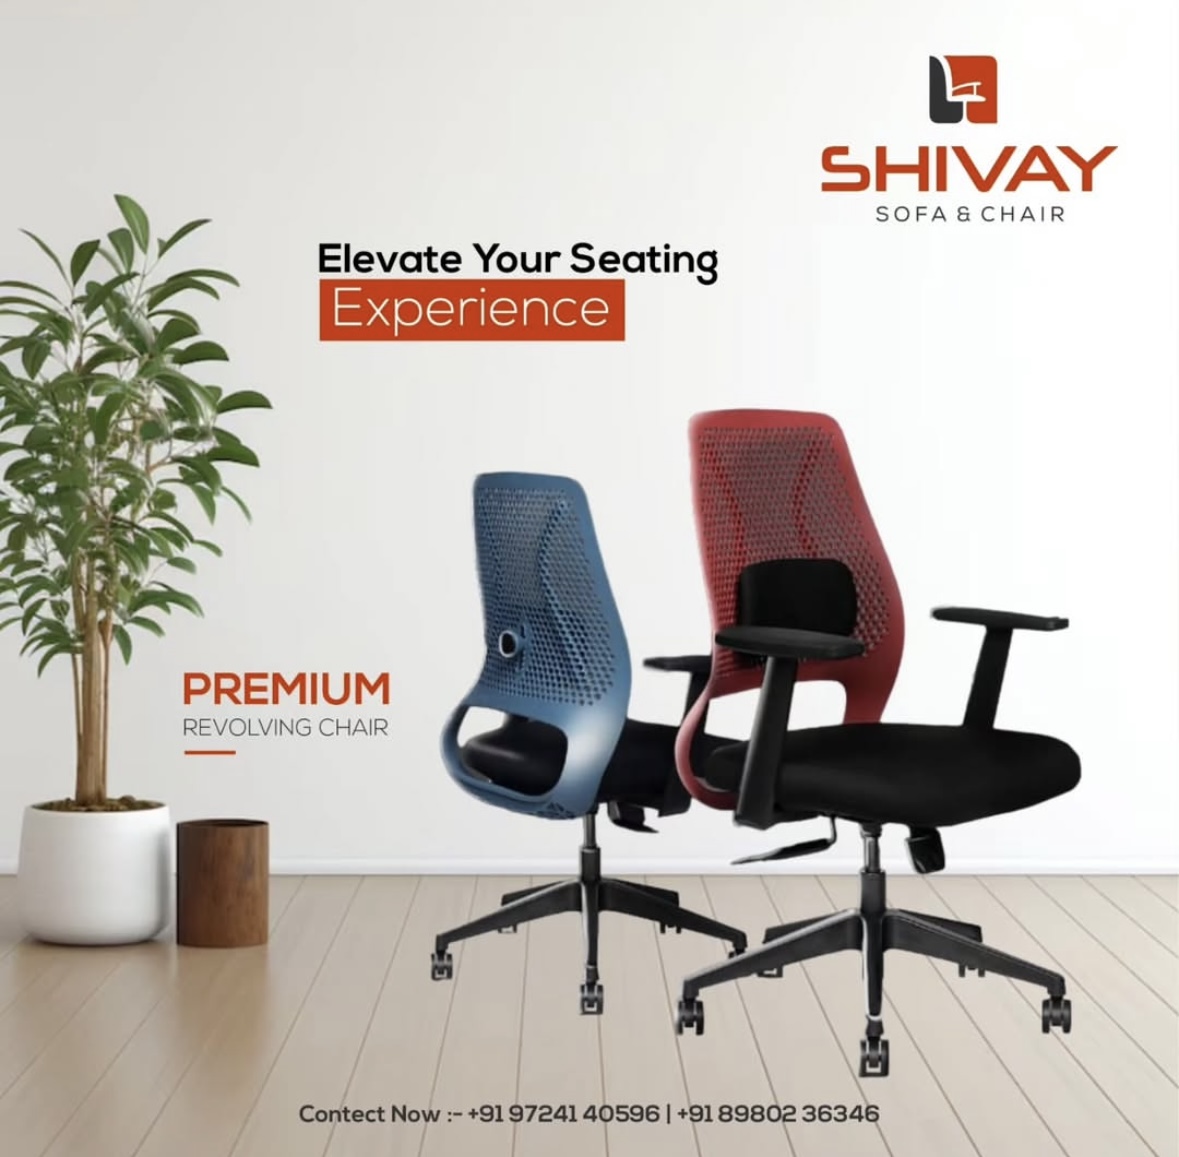 SHIVAY
SOFA & CHAIR
Elevate Your Seating
Experience
PREMIUM
REVOLVING CHAIR
Contect Now :- +91 97241 40596 | +91 89802 36346